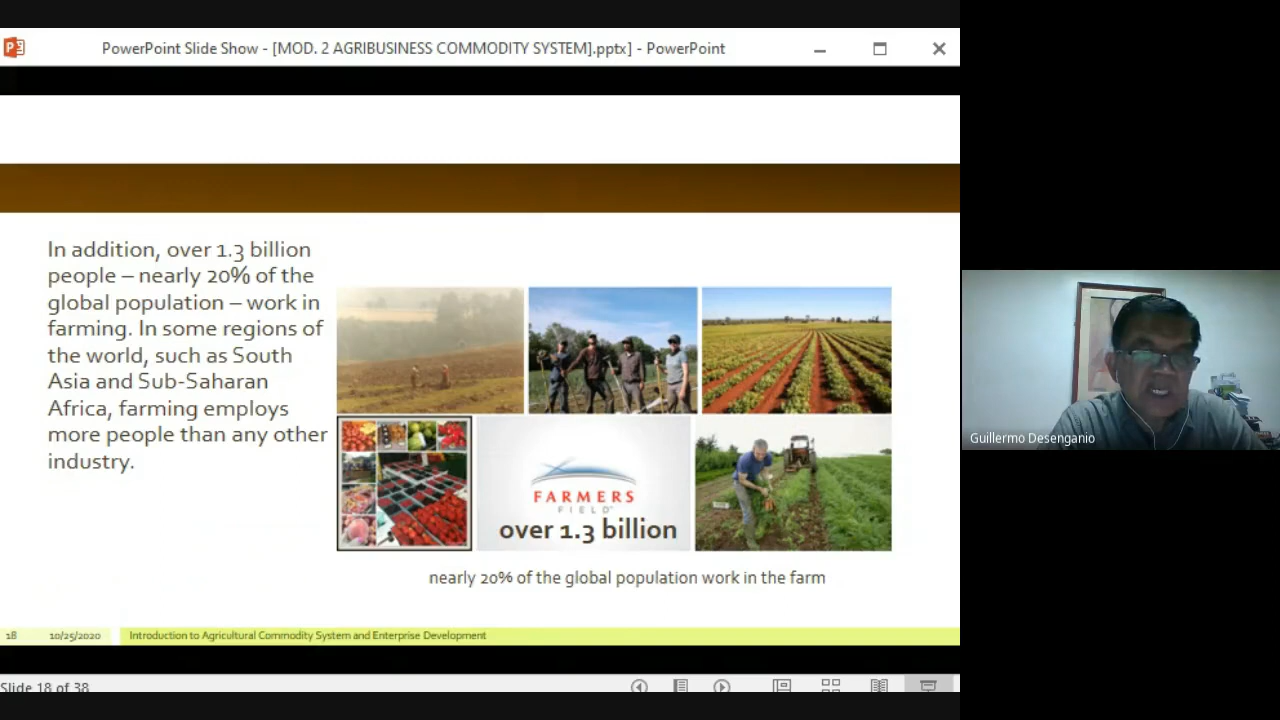 PowerPoint Slide Show - [MOD. 2 AGRIBUSINESS COMMODITY SYSTEM].pptx] - PowerPoint
In addition, over 1.3 billion
people – nearly 20% of the
global population – work in
farming. In some regions of
the world, such as South
Asia and Sub-Saharan
Africa, farming employs
more people than any other
industry.
FARMERS
FIELD
over 1.3 billion
nearly 20% of the global population work in the farm
Guillermo Desenganio
18 10/25/2020 Introduction to Agricultural Commodity System and Enterprise Development
Slide 18 of 38